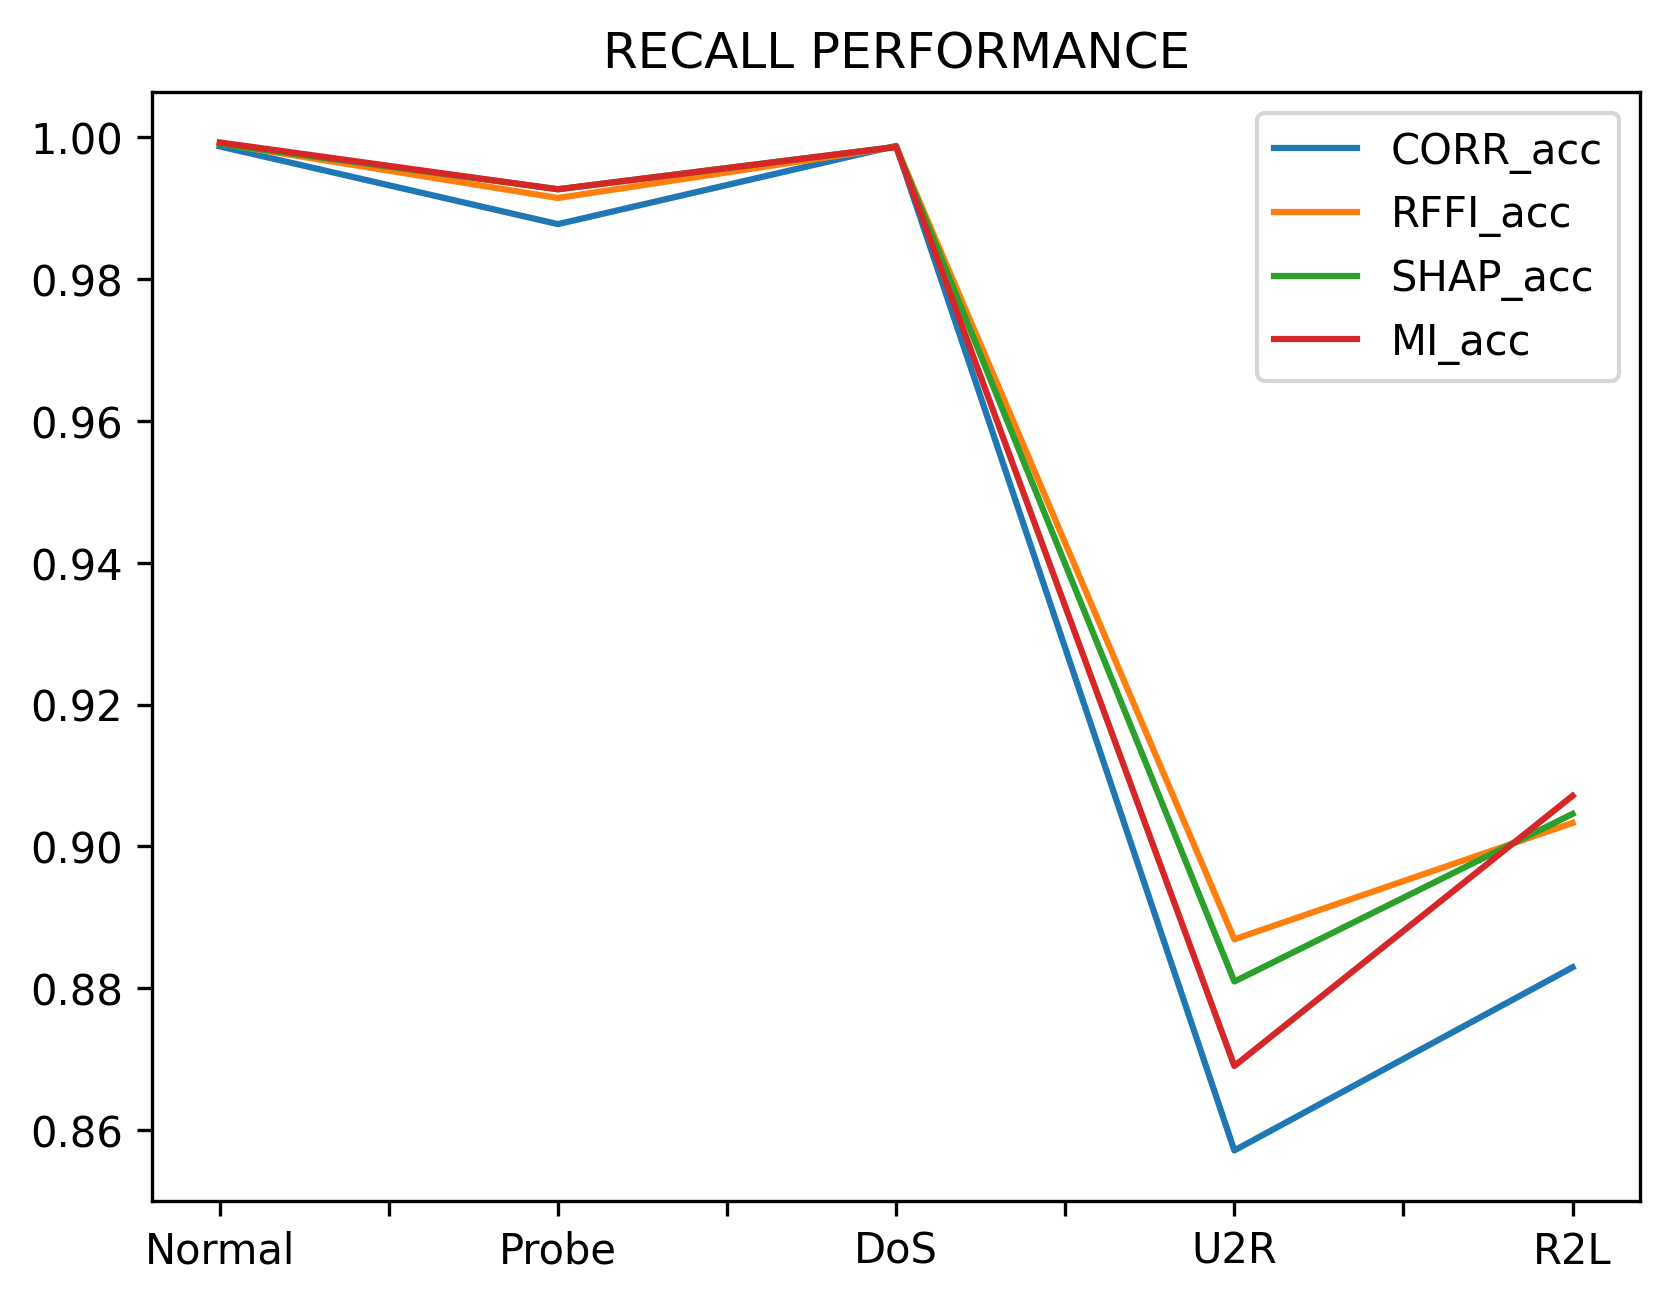 RECALL PERFORMANCE
1.00
0.98
0.96
0.94
0.92
0.90
0.88
0.86
CORR_acc
RFFI_acc
SHAP_acc
MI_acc
Normal Probe DoS U2R R2L